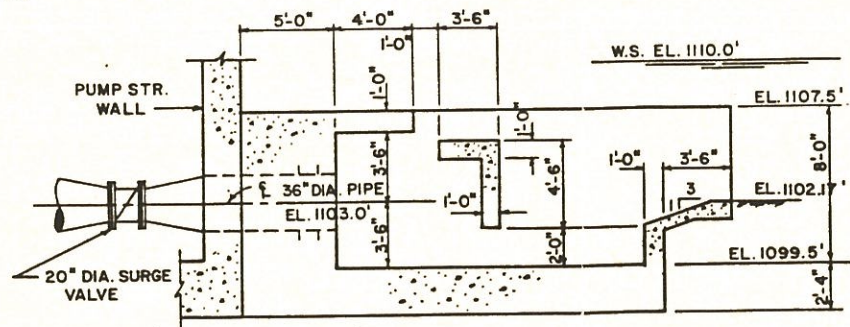 5'-0"
4'-0"
3'-6"
1'-0"
W.S. EL. 1110.0'
PUMP STR.
WALL
1'-0"
EL. 1107.5'
1'-0"
3'-6"
4'-6"
1'-0"
3'-6"
8'-0"
℄ 36" DIA. PIPE
EL. 1103.0'
1'-0"
3
1
EL. 1102.17'
3'-6"
2'-0"
EL. 1099.5'
20" DIA. SURGE
VALVE
2'-4"